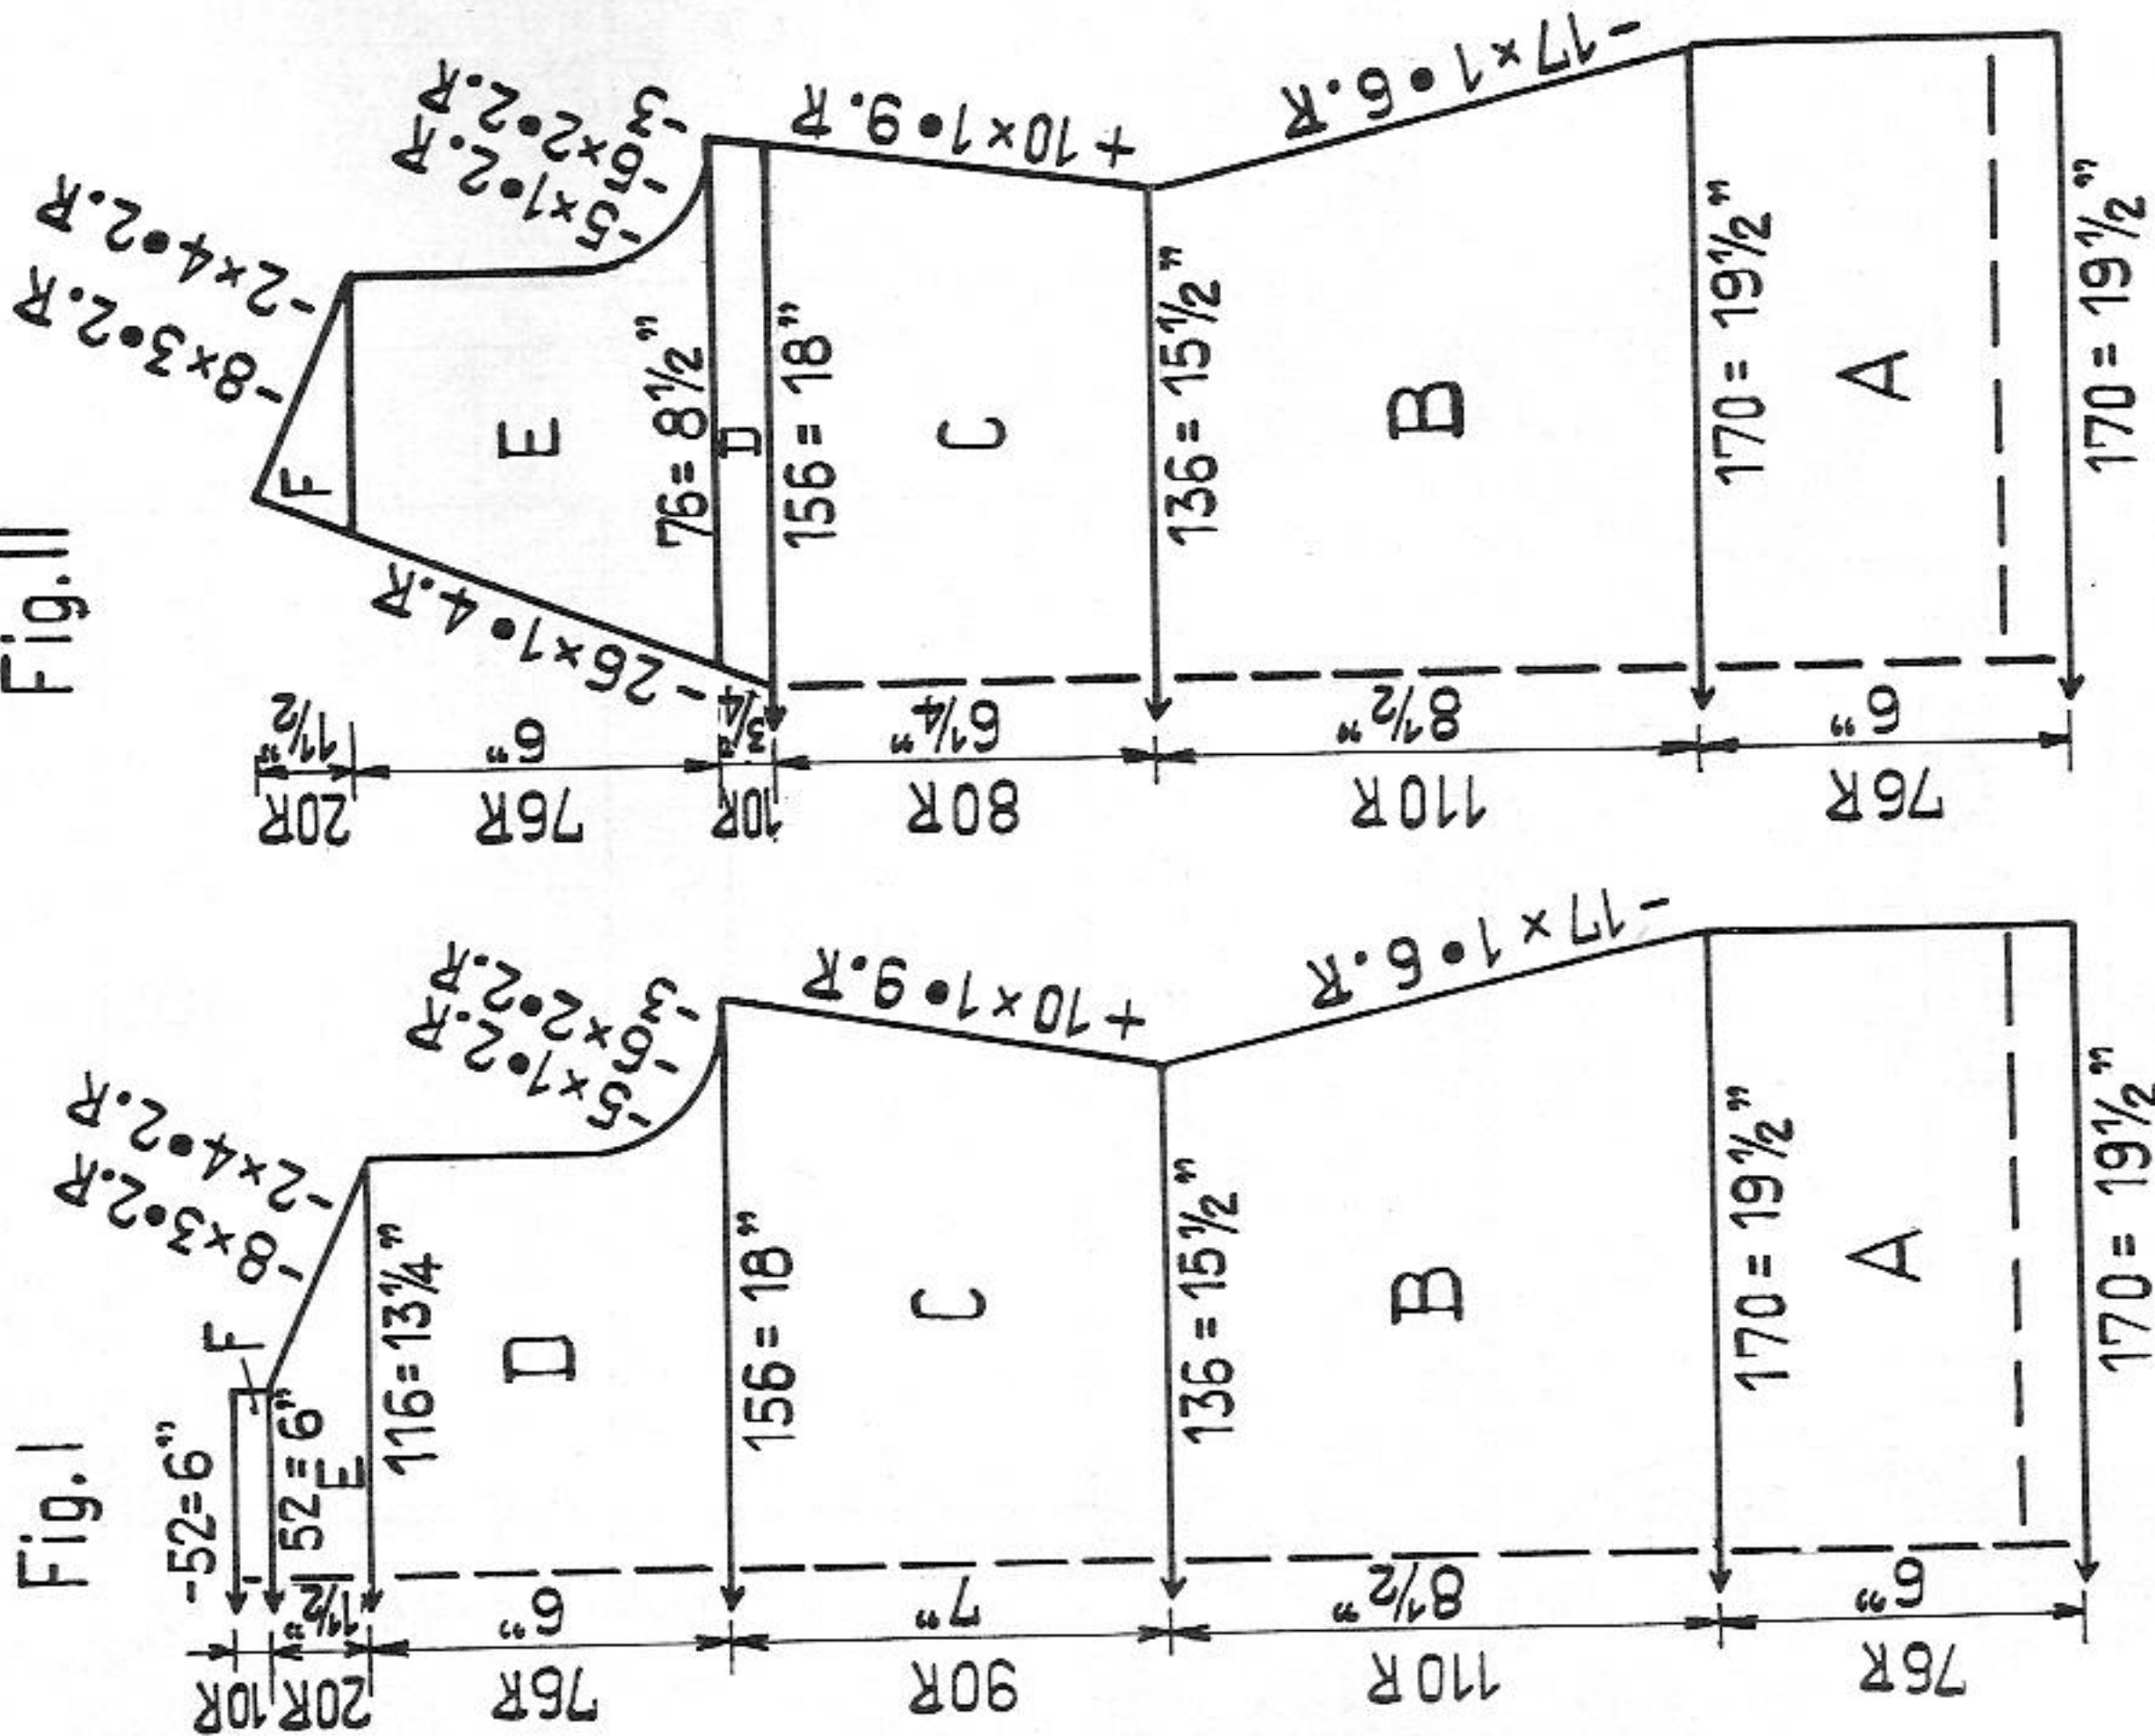 Fig. I
-52=6"
F
52=6"
E
-8×3•2.R
-2×4•2.R
116=13¼"
D
-5×1•2.R
-6×2•2.R
-3
156=18"
C
+10×1•9.R
136=15½"
B
-17×1•6.R
170=19½"
A
170=19½"
10R
20R
1½"
76R
6"
90R
7"
110R
8½"
76R
6"
Fig. II
F
-8×3•2.R
-2×4•2.R
E
-26×1•4.R
-5×1•2.R
-6×2•2.R
-3
76=8½"
D
156=18"
C
+10×1•9.R
136=15½"
B
-17×1•6.R
170=19½"
A
170=19½"
20R
1½"
76R
6"
10R
¾"
80R
6¼"
110R
8½"
76R
6"